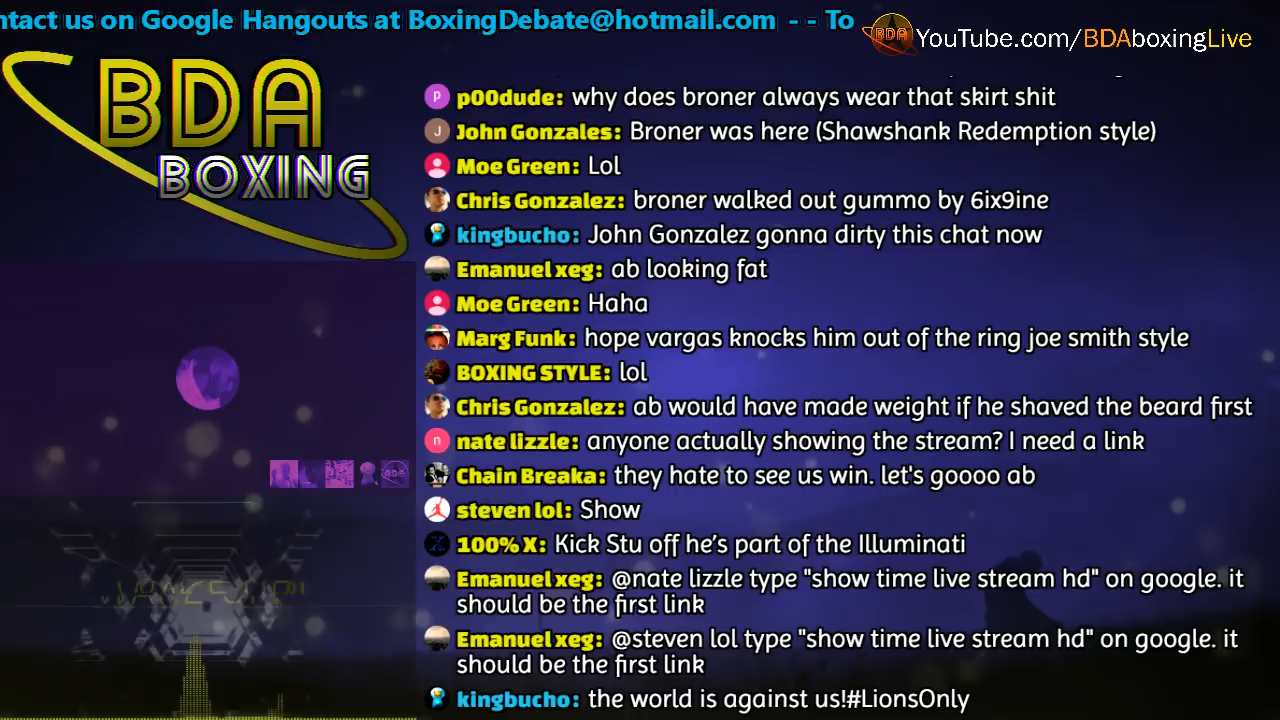 ntact us on Google Hangouts at BoxingDebate@hotmail.com - - To
BDA
YouTube.com/BDAboxingLive
BDA
BOXING
p00dude: why does broner always wear that skirt shit
John Gonzales: Broner was here (Shawshank Redemption style)
Moe Green: Lol
Chris Gonzalez: broner walked out gummo by 6ix9ine
kingbucho: John Gonzalez gonna dirty this chat now
Emanuel xeg: ab looking fat
Moe Green: Haha
Marg Funk: hope vargas knocks him out of the ring joe smith style
BOXING STYLE: lol
Chris Gonzalez: ab would have made weight if he shaved the beard first
nate lizzle: anyone actually showing the stream? I need a link
Chain Breaka: they hate to see us win. let's goooo ab
steven lol: Show
100% X: Kick Stu off he's part of the Illuminati
Emanuel xeg: @nate lizzle type "show time live stream hd" on google. it
should be the first link
Emanuel xeg: @steven lol type "show time live stream hd" on google. it
should be the first link
kingbucho: the world is against us!#LionsOnly